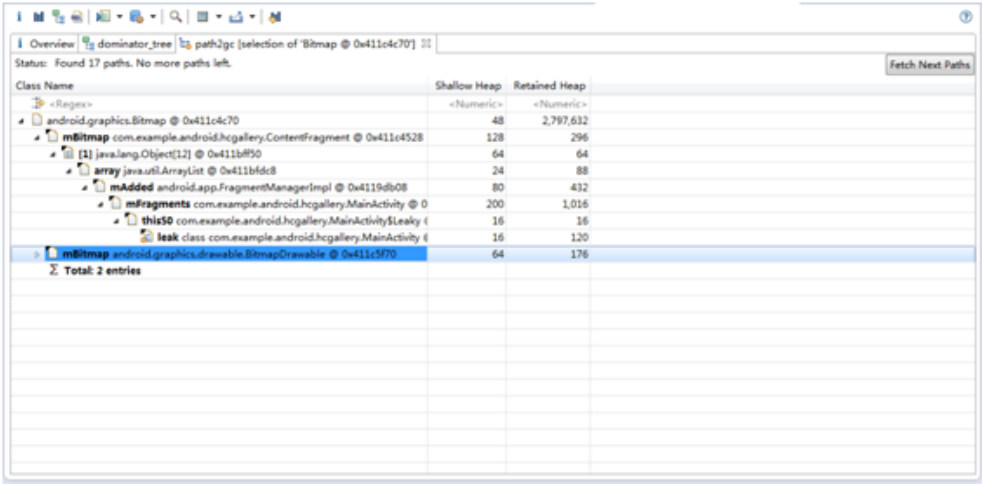 i Overview dominator_tree path2gc [selection of 'Bitmap @ 0x411c4c70']
Status: Found 17 paths. No more paths left.
Fetch Next Paths
Class Name Shallow Heap Retained Heap
<Regex> <Numeric> <Numeric>
android.graphics.Bitmap @ 0x411c4c70 48 2,797,632
mBitmap com.example.android.hcgallery.ContentFragment @ 0x411c4528 128 296
[1] java.lang.Object[12] @ 0x411bff50 64 64
array java.util.ArrayList @ 0x411bfdc8 24 88
mAdded android.app.FragmentManagerImpl @ 0x4119db08 80 432
mFragments com.example.android.hcgallery.MainActivity @ 0 200 1,016
this$0 com.example.android.hcgallery.MainActivity$Leaky ( 16 16
leak class com.example.android.hcgallery.MainActivity ( 16 120
mBitmap android.graphics.drawable.BitmapDrawable @ 0x411c5f70 64 176
Σ Total: 2 entries